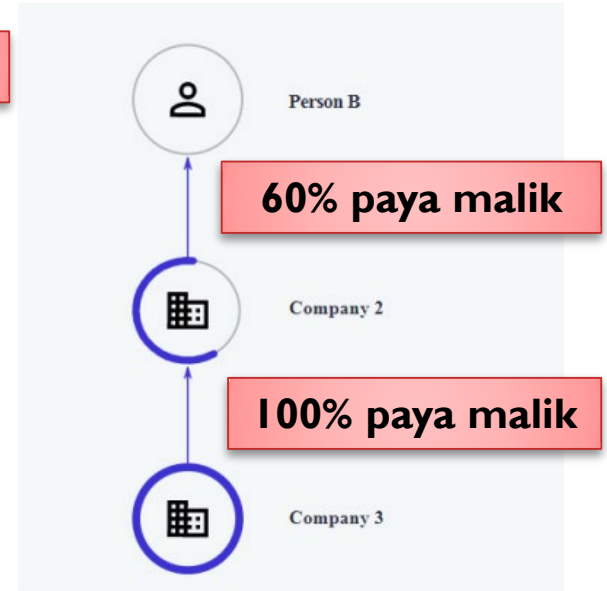 Person B
60% paya malik
Company 2
100% paya malik
Company 3